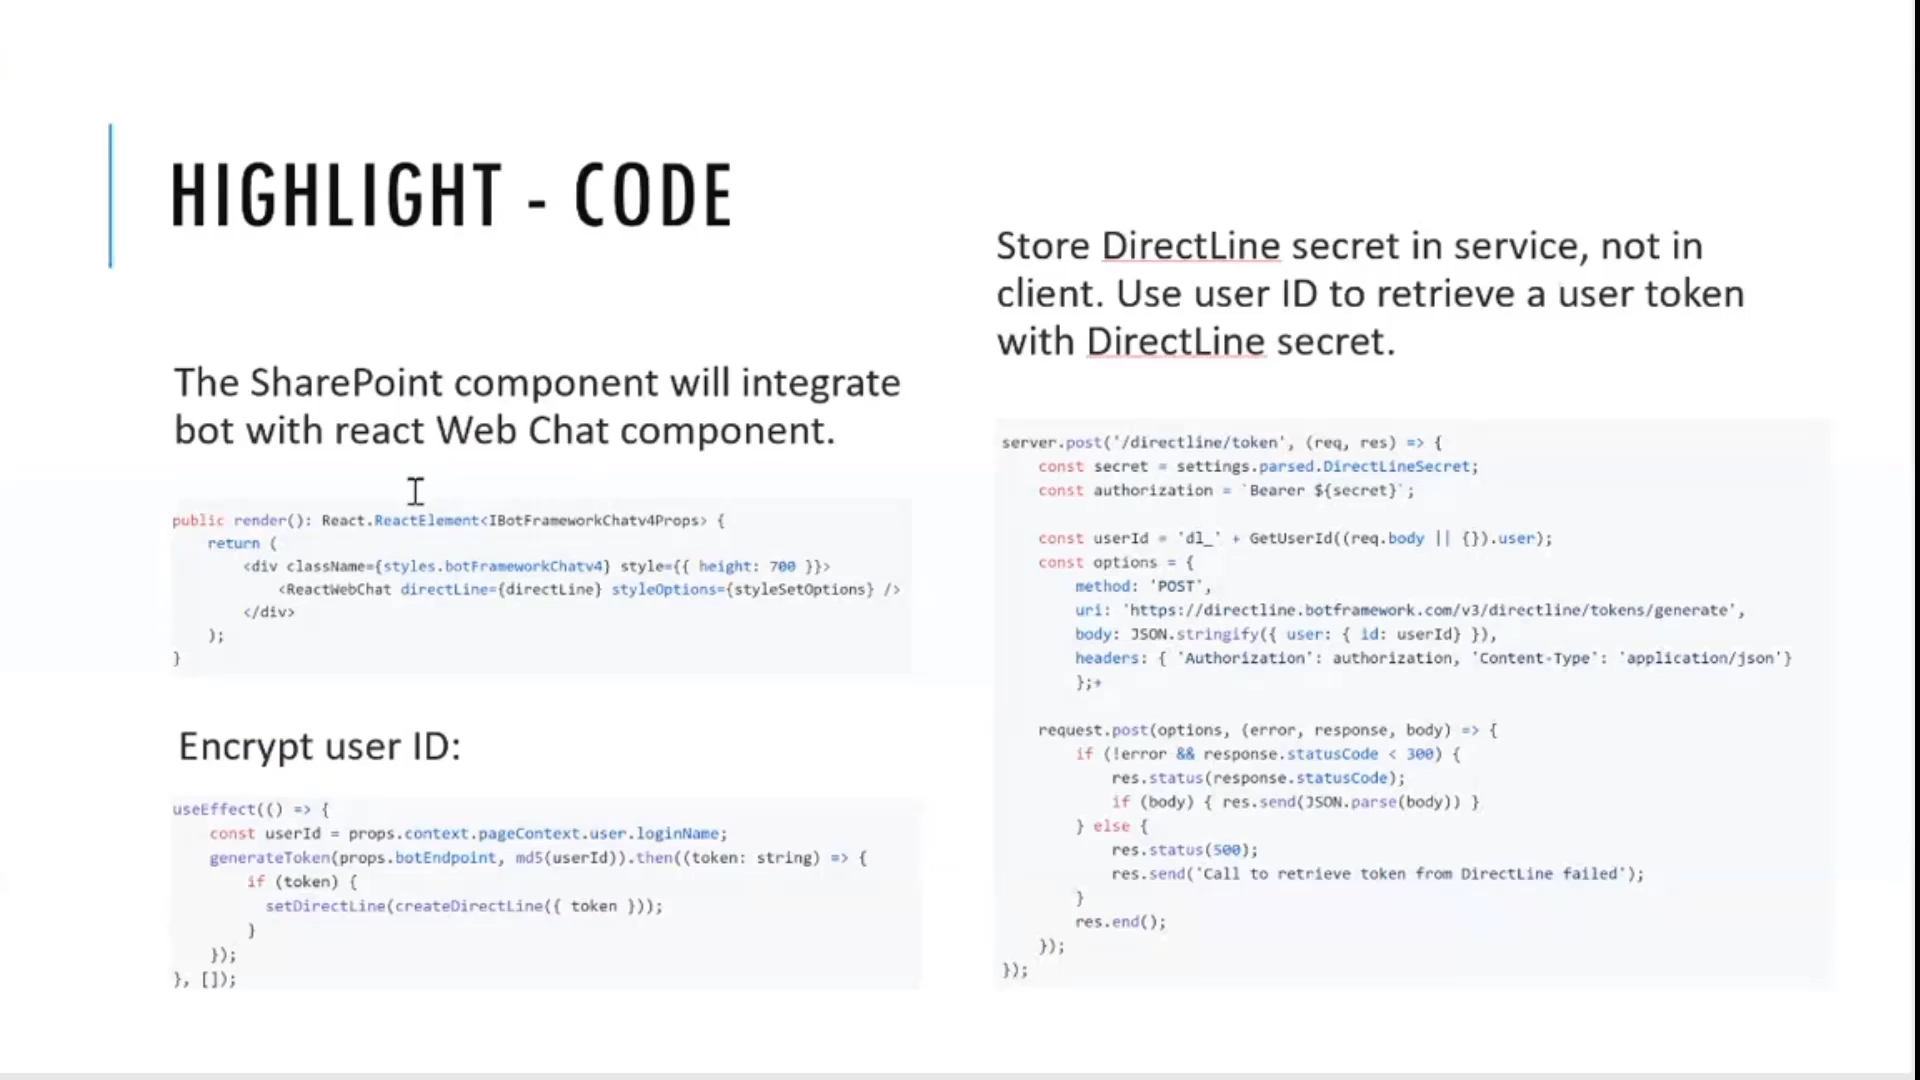 HIGHLIGHT - CODE
The SharePoint component will integrate
bot with react Web Chat component.
public render(): React.ReactElement<IBotFrameworkChatv4Props> {
return (
<div className={styles.botFrameworkChatv4} style={{ height: 700 }}>
<ReactWebChat directLine={directLine} styleOptions={styleSetOptions} />
</div>
);
}
Encrypt user ID:
useEffect(() => {
const userId = props.context.pageContext.user.loginName;
generateToken(props.botEndpoint, md5(userId)).then((token: string) => {
if (token) {
setDirectLine(createDirectLine({ token }));
}
});
}, []);
Store DirectLine secret in service, not in
client. Use user ID to retrieve a user token
with DirectLine secret.
server.post('/directline/token', (req, res) => {
const secret = settings.parsed.DirectLineSecret;
const authorization = `Bearer ${secret}`;
const userId = 'dl_' + GetUserId((req.body || {}).user);
const options = {
method: 'POST',
uri: 'https://directline.botframework.com/v3/directline/tokens/generate',
body: JSON.stringify({ user: { id: userId} }),
headers: { 'Authorization': authorization, 'Content-Type': 'application/json'}
};+
request.post(options, (error, response, body) => {
if (!error && response.statusCode < 300) {
res.status(response.statusCode);
if (body) { res.send(JSON.parse(body)) }
} else {
res.status(500);
res.send('Call to retrieve token from DirectLine failed');
}
res.end();
});
});